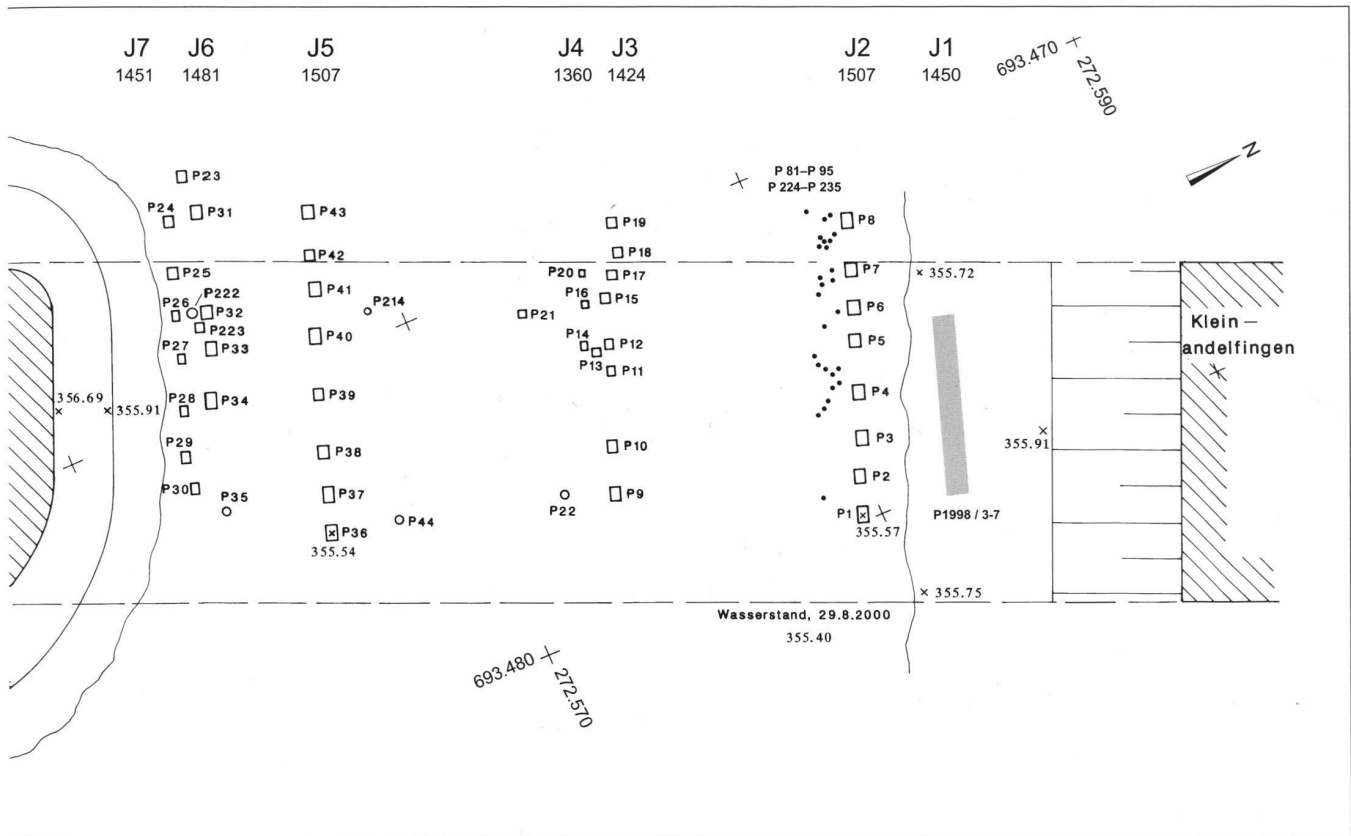 J7 J6 J5 J4 J3 J2 J1
1451 1481 1507 1360 1424 1507 1450
693.470
272.590
N
P 81–P 95
P 224–P 235
P23
P24
P31
P43
P19
P8
P42
P18
P25
P20
P17
P7
355.72
P222
P41
P16
P15
P26
P32
P214
P21
P6
P223
P40
P14
P12
P5
Klein–
andelfingen
P27
P33
P13
P11
P39
P4
P28
P34
356.69
355.91
P29
P38
P10
P3
355.91
P30
P35
P37
P22
P9
P2
P44
P1
P1998 / 3-7
P36
355.57
355.54
355.75
Wasserstand, 29.8.2000
355.40
693.480
272.570